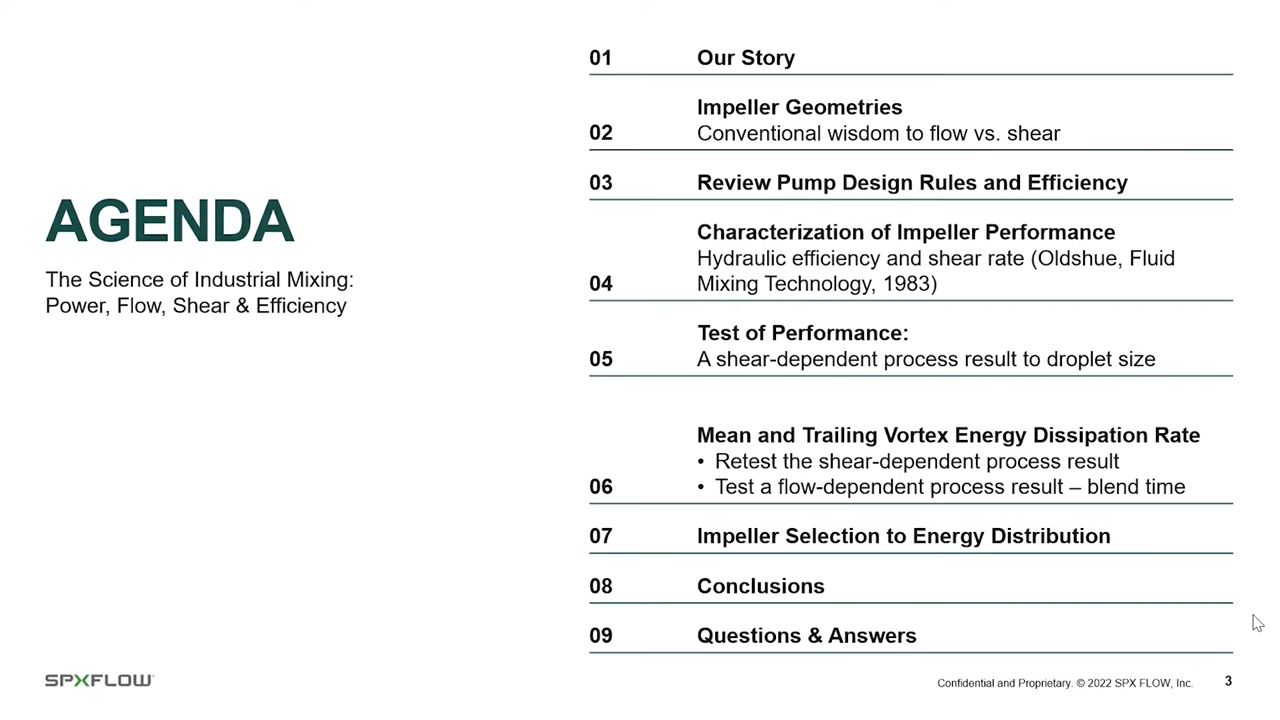 AGENDA
The Science of Industrial Mixing:
Power, Flow, Shear & Efficiency
01 Our Story
Impeller Geometries
02 Conventional wisdom to flow vs. shear
03 Review Pump Design Rules and Efficiency
Characterization of Impeller Performance
Hydraulic efficiency and shear rate (Oldshue, Fluid
04 Mixing Technology, 1983)
Test of Performance:
05 A shear-dependent process result to droplet size
Mean and Trailing Vortex Energy Dissipation Rate
• Retest the shear-dependent process result
06 • Test a flow-dependent process result – blend time
07 Impeller Selection to Energy Distribution
08 Conclusions
09 Questions & Answers
SPXFLOW
Confidential and Proprietary. © 2022 SPX FLOW, Inc. 3